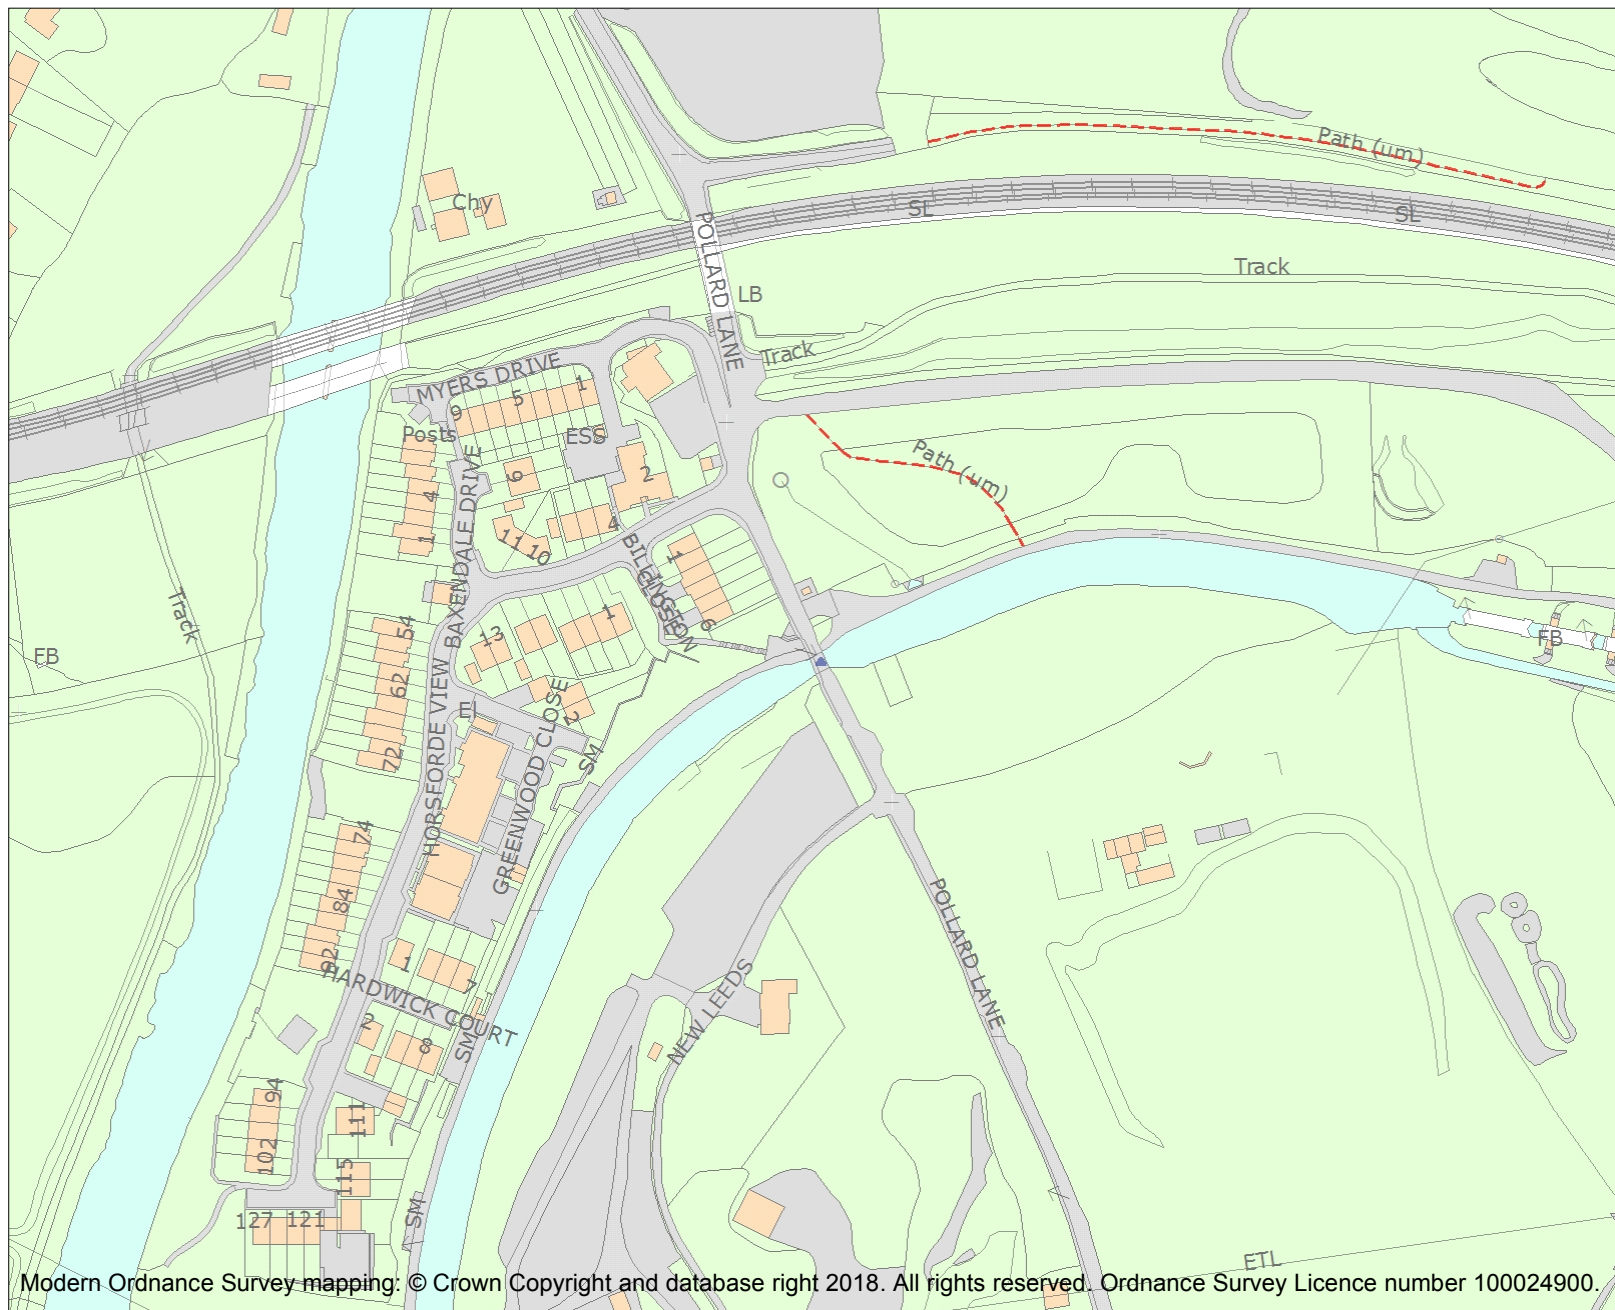 Path (um)
Chy
SL
SL
POLLARD LANE
Track
LB
Track
MYERS DRIVE
1
5
9
Posts
ESS
Path (um)
9
2
4
4
1
11
10
BAXENDALE DRIVE
BILLINGTON CLOSE
1
6
Track
54
1
13
FB
FB
62
HORSFORDE VIEW
El
2
GREENWOOD CLOSE
72
SM
74
84
92
1
7
HARDWICK COURT
POLLARD LANE
NEW LEEDS
2
8
SM
94
111
102
115
SM
127
121
ETL
Modern Ordnance Survey mapping: © Crown Copyright and database right 2018. All rights reserved. Ordnance Survey Licence number 100024900.